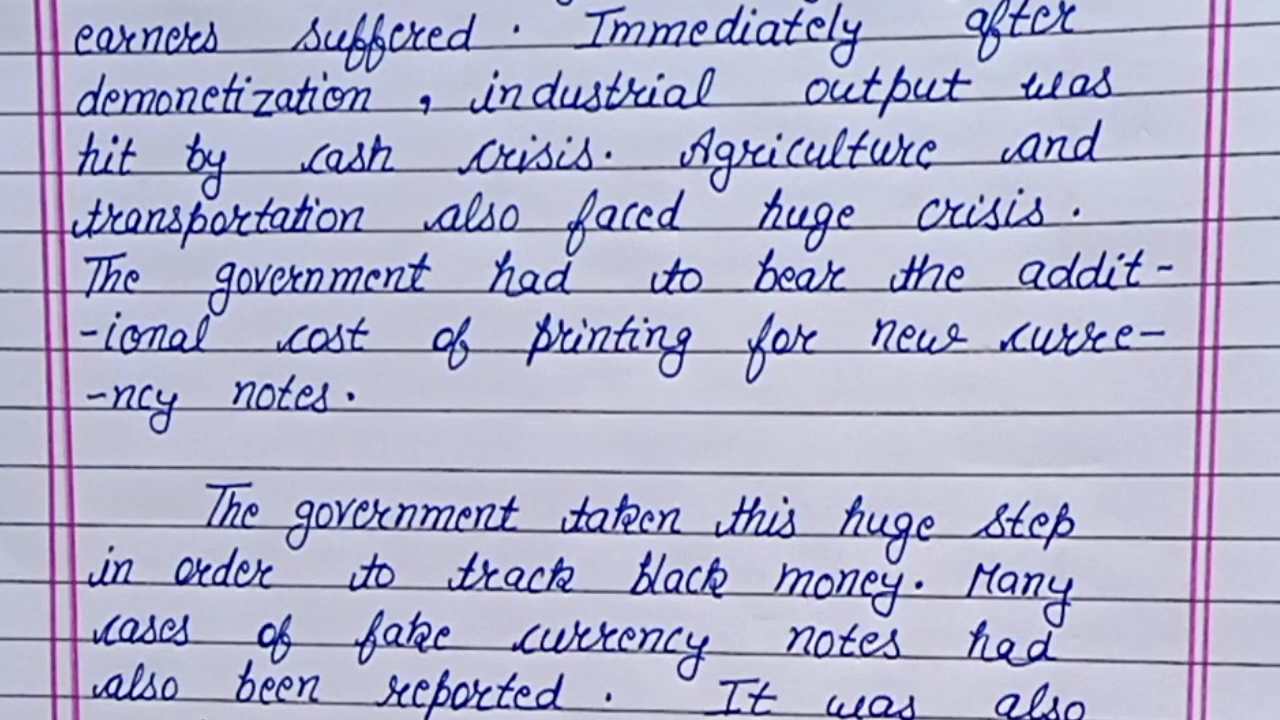 earners suffered . Immediately after
demonetization , industrial output was
hit by cash crisis. Agriculture and
transportation also faced huge crisis .
The government had to bear the addit-
-ional cost of printing for new curre-
-ncy notes.
The government taken this huge step
in order to track black money. Many
cases of fake currency notes had
also been reported . It was also